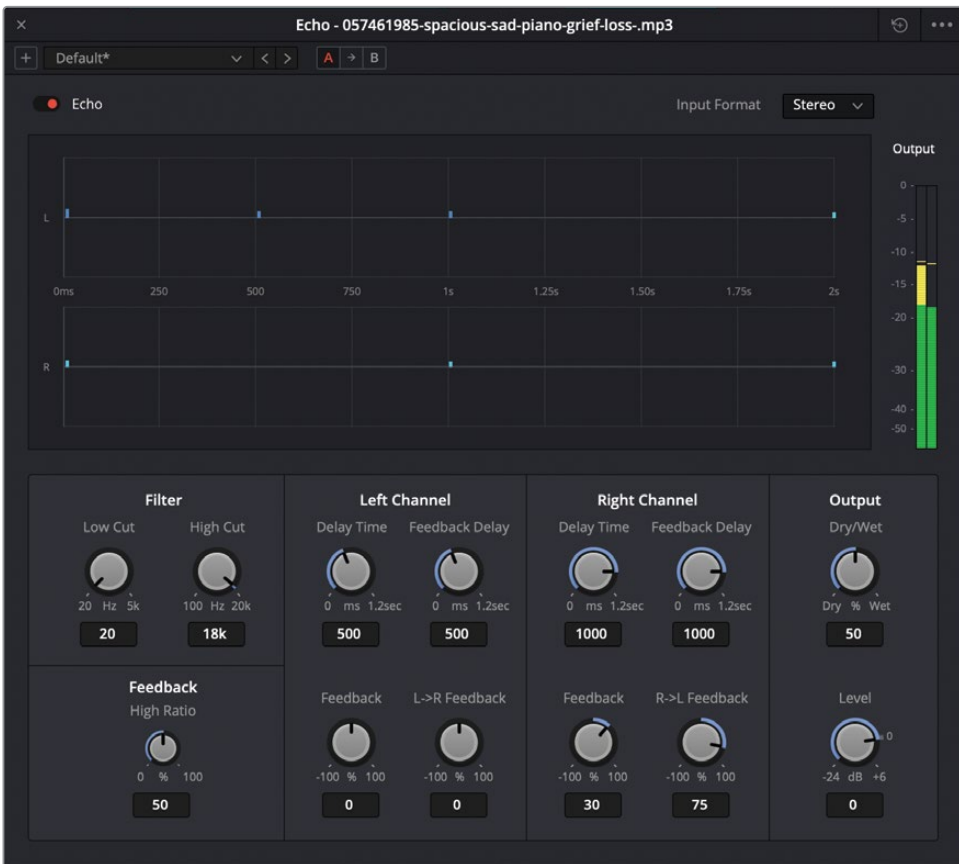 Echo - 057461985-spacious-sad-piano-grief-loss-.mp3
Default*
A
B
Echo
Input Format
Stereo
Output
L
0ms 250 500 750 1s 1.25s 1.50s 1.75s 2s
R
0 -
-5 -
-10 -
-15 -
-20 -
-30 -
-40 -
-50 -
Filter
Low Cut High Cut
20 Hz 5k 100 Hz 20k
20 18k
Feedback
High Ratio
0 % 100
50
Left Channel
Delay Time Feedback Delay
0 ms 1.2sec 0 ms 1.2sec
500 500
Feedback L->R Feedback
-100 % 100 -100 % 100
0 0
Right Channel
Delay Time Feedback Delay
0 ms 1.2sec 0 ms 1.2sec
1000 1000
Feedback R->L Feedback
-100 % 100 -100 % 100
30 75
Output
Dry/Wet
Dry % Wet
50
Level
0
-24 dB +6
0